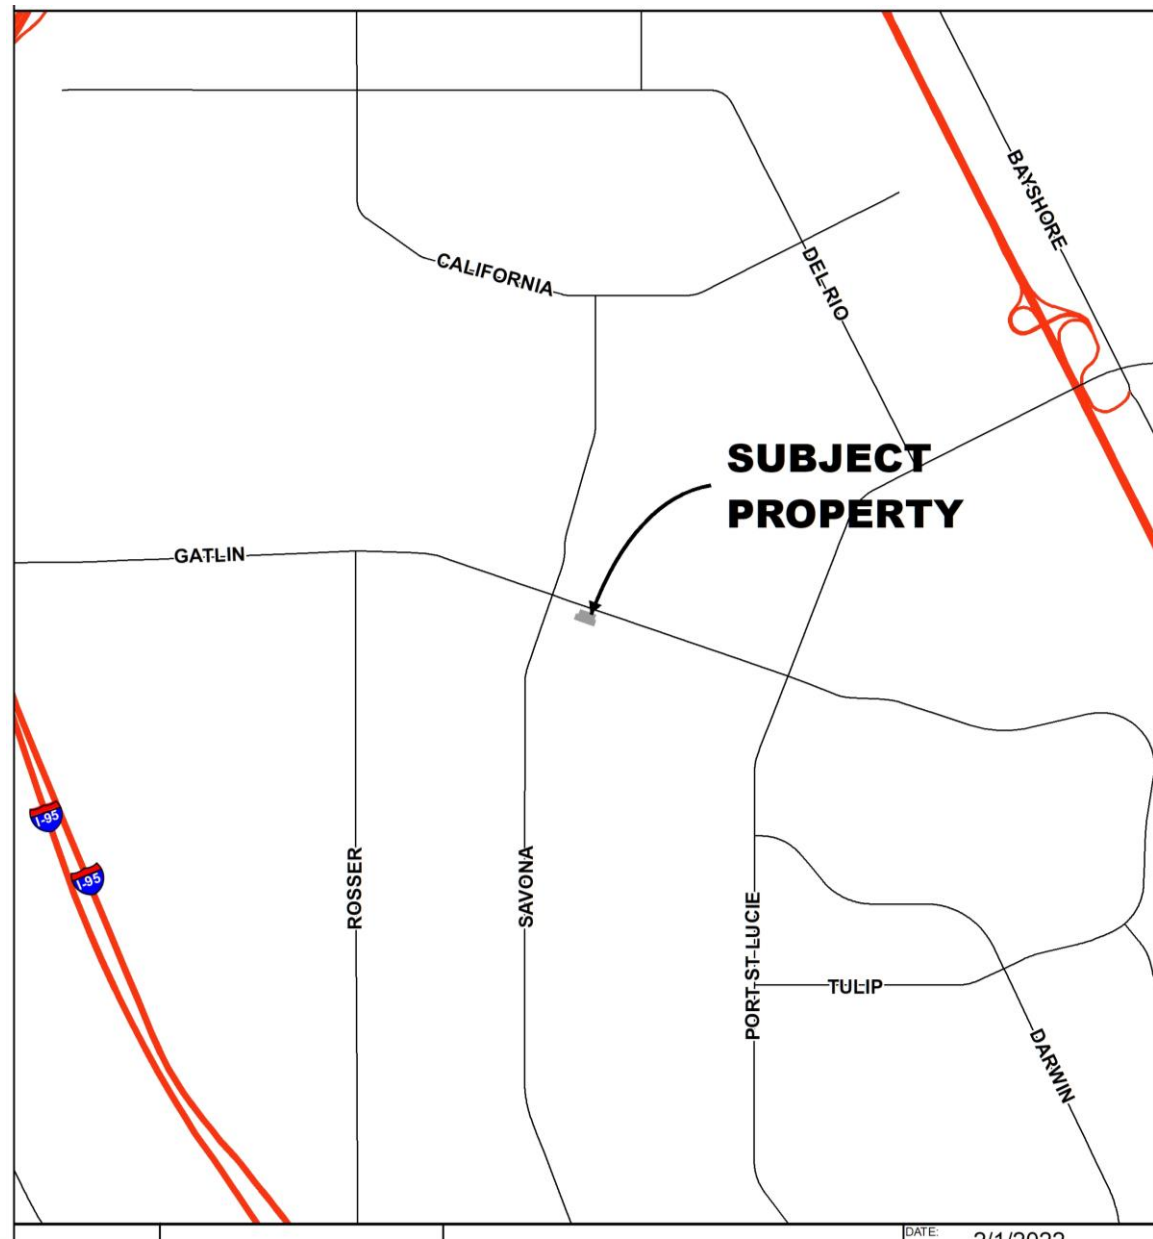 BAYSHORE
CALIFORNIA
DEL RIO
SUBJECT
PROPERTY
GATLIN
I-95
I-95
ROSSER
SAVONA
PORT ST LUCIE
TULIP
DARWIN
DATE: